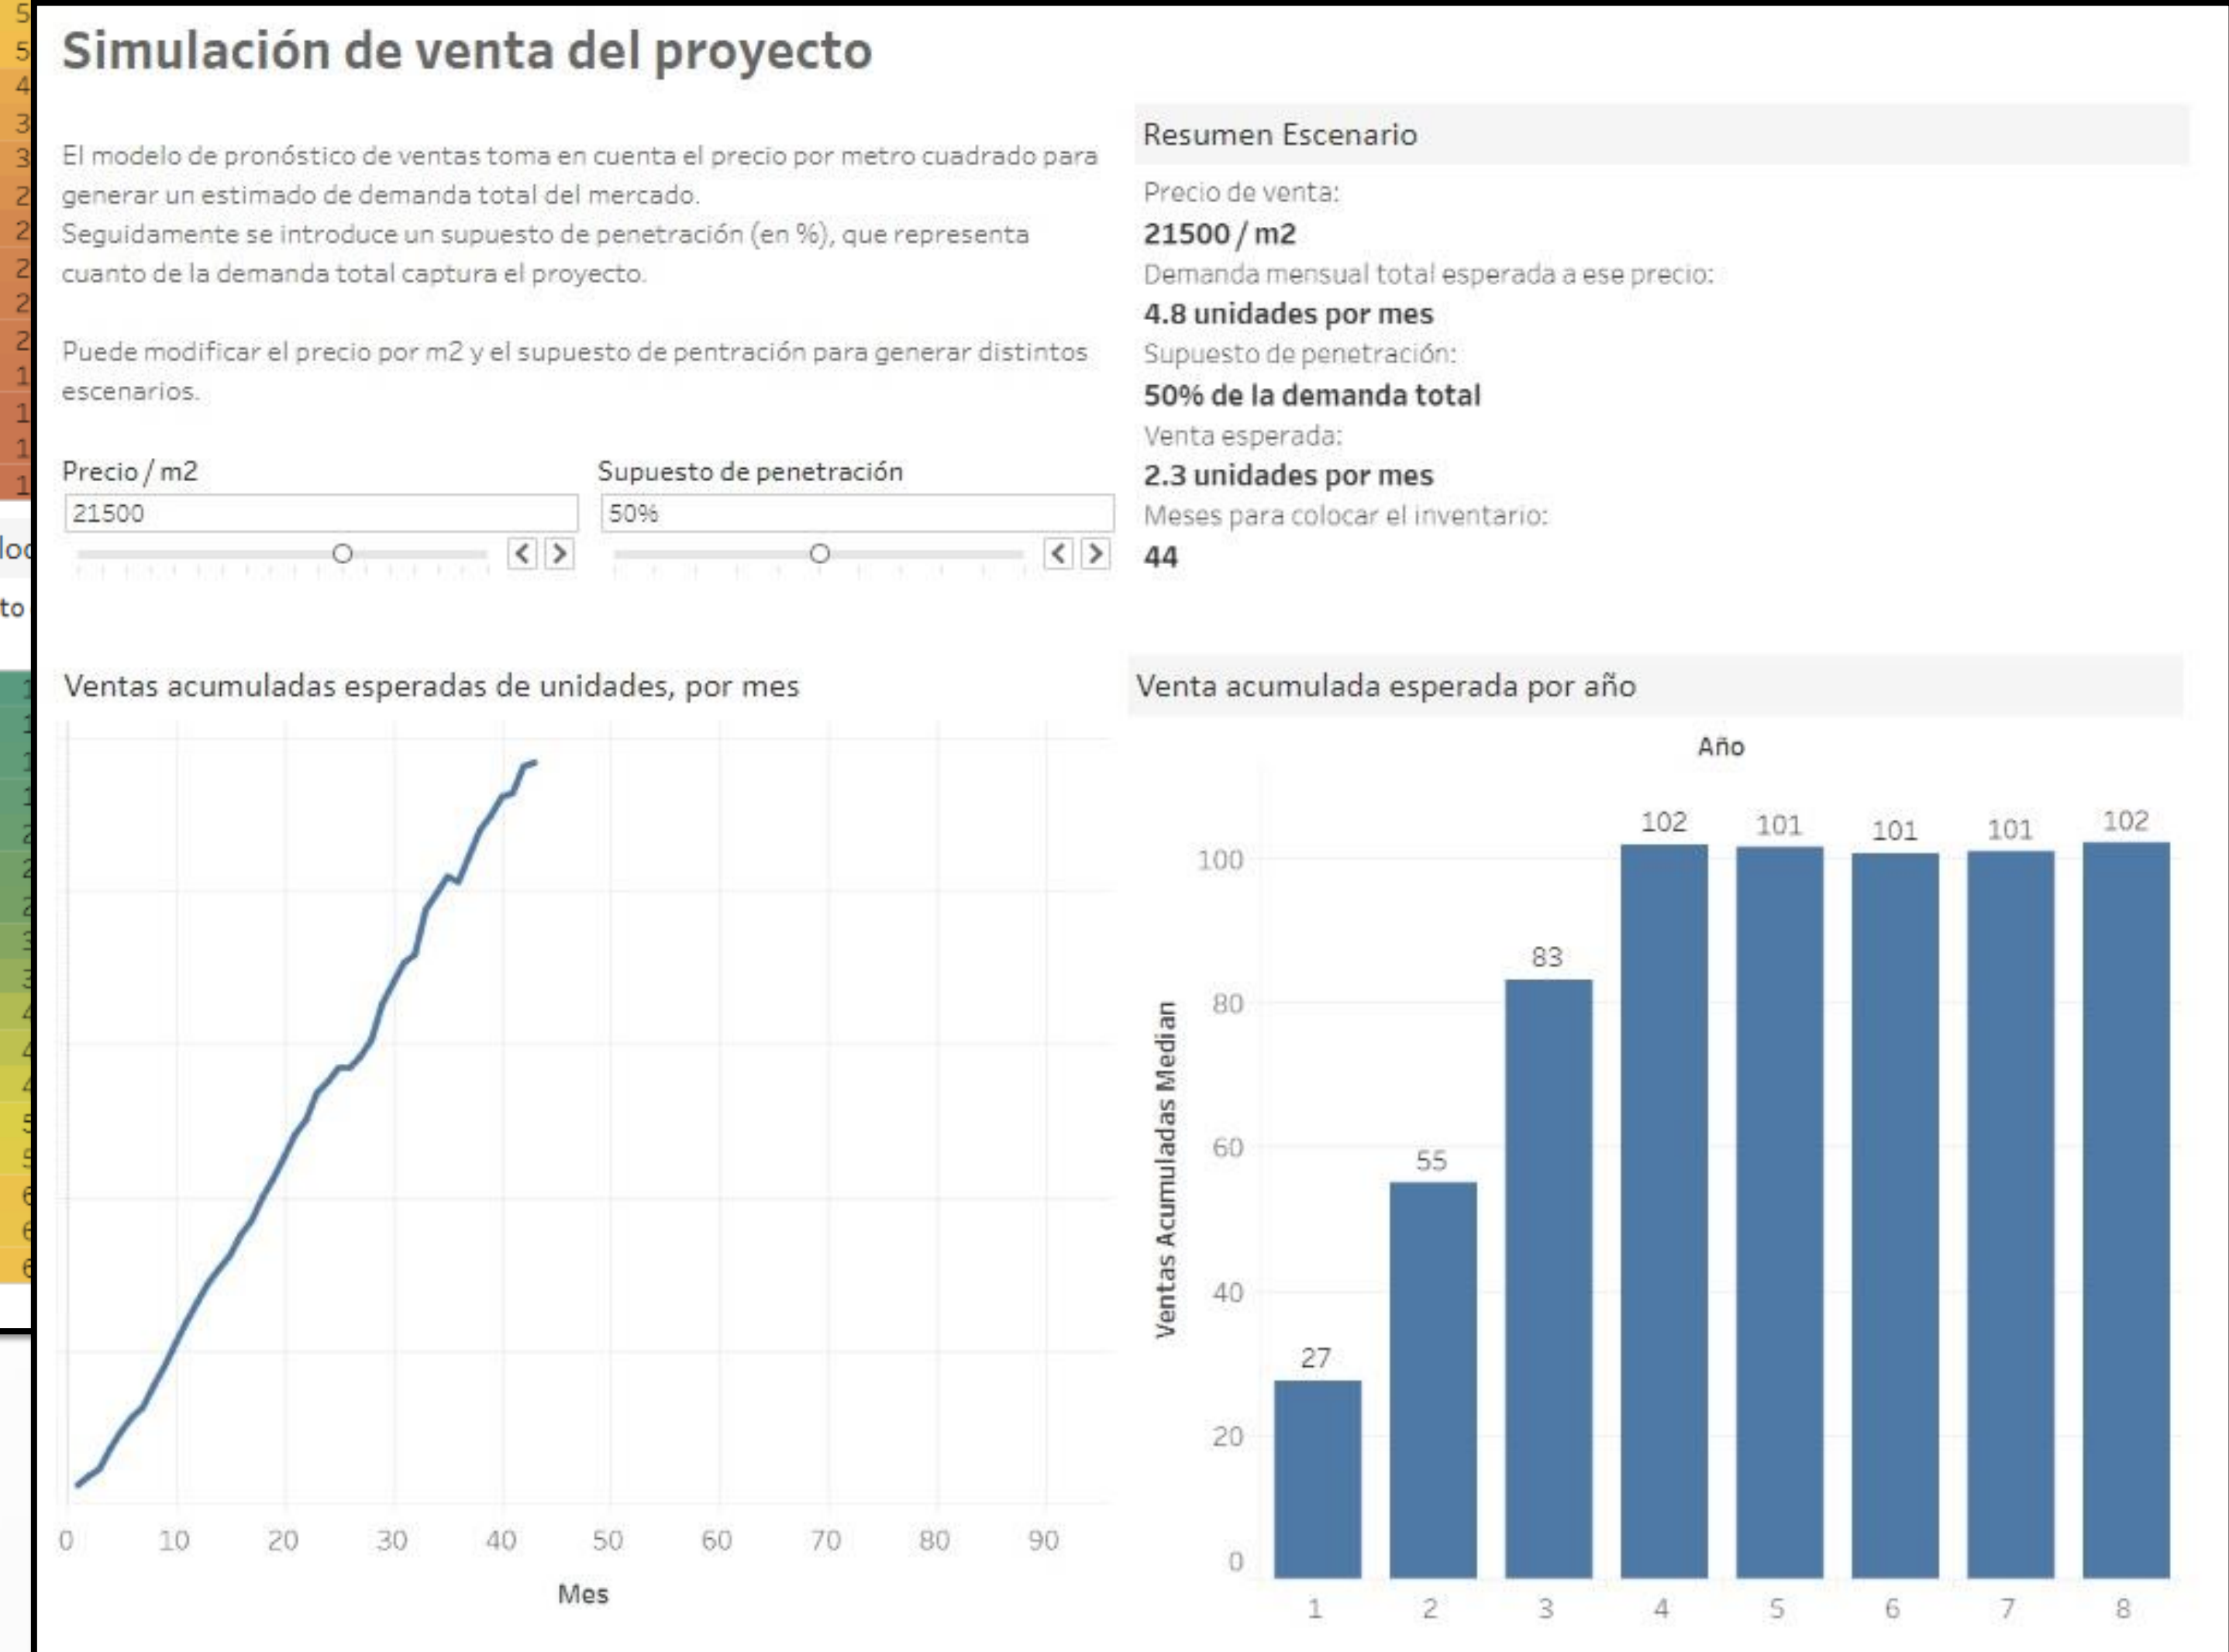 Simulación de venta del proyecto
El modelo de pronóstico de ventas toma en cuenta el precio por metro cuadrado para
generar un estimado de demanda total del mercado.
Seguidamente se introduce un supuesto de penetración (en %), que representa
cuanto de la demanda total captura el proyecto.
Puede modificar el precio por m2 y el supuesto de pentración para generar distintos
escenarios.
Precio / m2
21500
Supuesto de penetración
50%
Resumen Escenario
Precio de venta:
21500 / m2
Demanda mensual total esperada a ese precio:
4.8 unidades por mes
Supuesto de penetración:
50% de la demanda total
Venta esperada:
2.3 unidades por mes
Meses para colocar el inventario:
44
Ventas acumuladas esperadas de unidades, por mes
0 10 20 30 40 50 60 70 80 90
Mes
Venta acumulada esperada por año
Año
Ventas Acumuladas Median
100
80
60
40
20
0
27 55 83 102 101 101 101 102
1 2 3 4 5 6 7 8